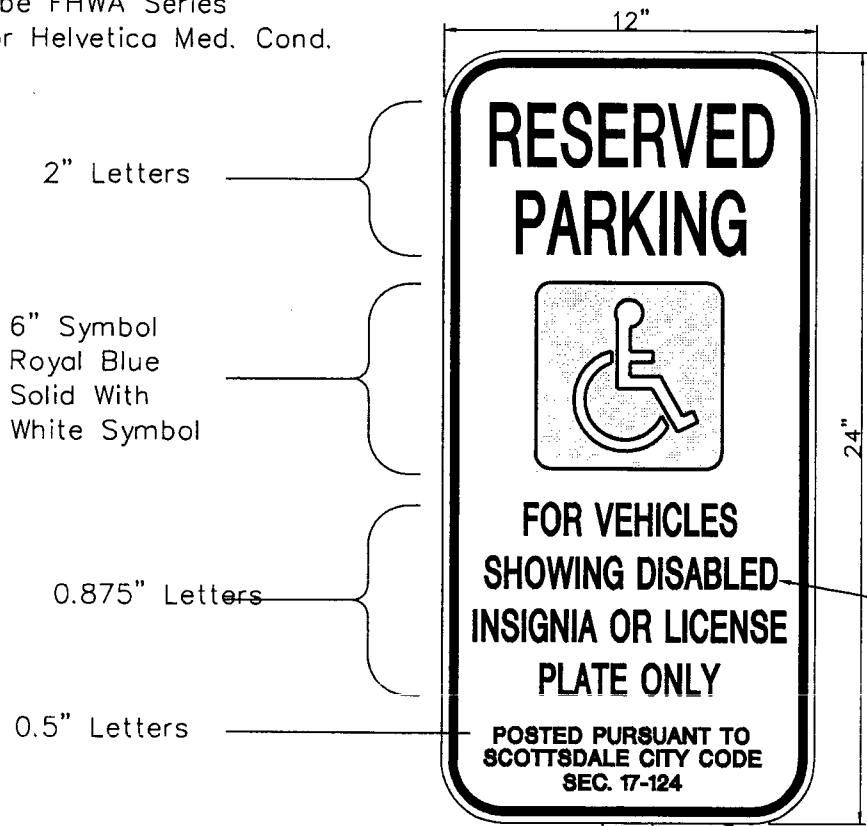 be FHWA Series
or Helvetica Med. Cond.
12"
2" Letters
RESERVED
PARKING
6" Symbol
Royal Blue
Solid With
White Symbol
24"
FOR VEHICLES
SHOWING DISABLED
INSIGNIA OR LICENSE
PLATE ONLY
0.875" Letters
0.5" Letters
POSTED PURSUANT TO
SCOTTSDALE CITY CODE
SEC. 17-124